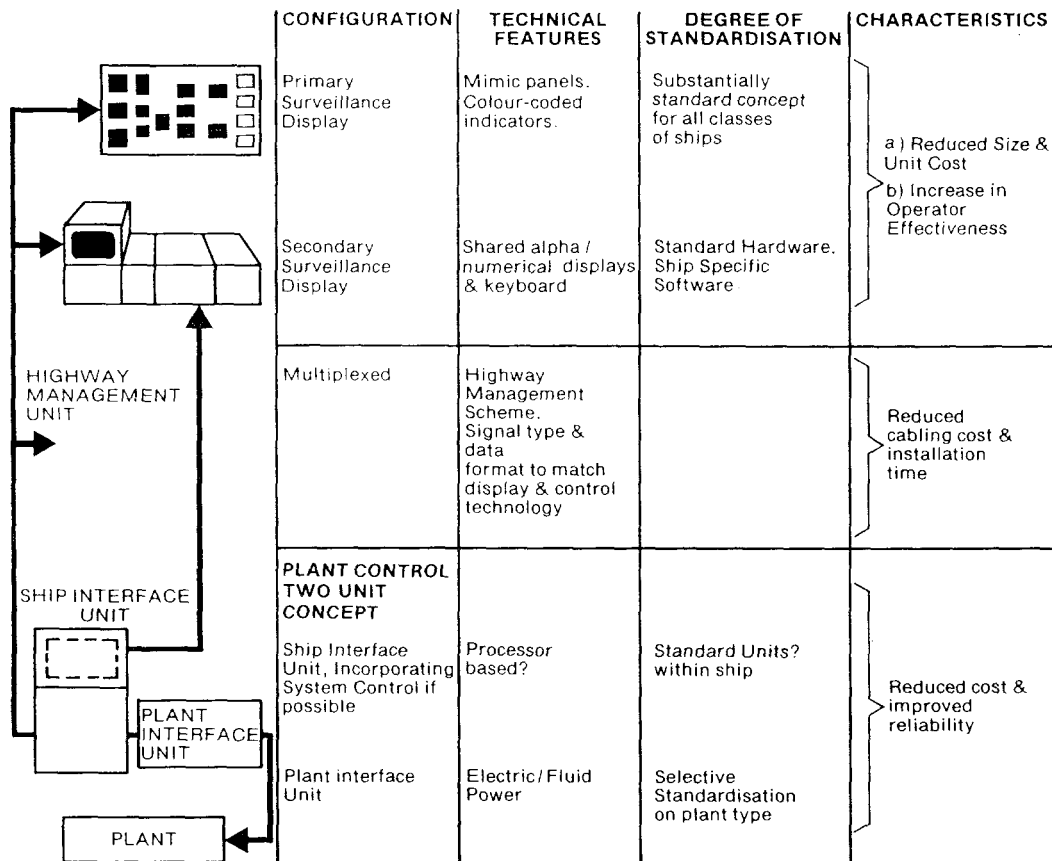 CONFIGURATION
TECHNICAL
FEATURES
DEGREE OF
STANDARDISATION
CHARACTERISTICS
Primary
Surveillance
Display
Mimic panels.
Colour-coded
indicators.
Substantially
standard concept
for all classes
of ships
a) Reduced Size &
Unit Cost
b) Increase in
Operator
Effectiveness
Secondary
Surveillance
Display
Shared alpha /
numerical displays
& keyboard
Standard Hardware.
Ship Specific
Software
HIGHWAY
MANAGEMENT
UNIT
Multiplexed
Highway
Management
Scheme.
Signal type &
data
format to match
display & control
technology
Reduced
cabling cost &
installation
time
SHIP INTERFACE
UNIT
PLANT CONTROL
TWO UNIT
CONCEPT
Ship Interface
Unit, Incorporating
System Control if
possible
Processor
based?
Standard Units?
within ship
Reduced cost &
improved
reliability
PLANT
INTERFACE
UNIT
Plant interface
Unit
Electric/Fluid
Power
Selective
Standardisation
on plant type
PLANT